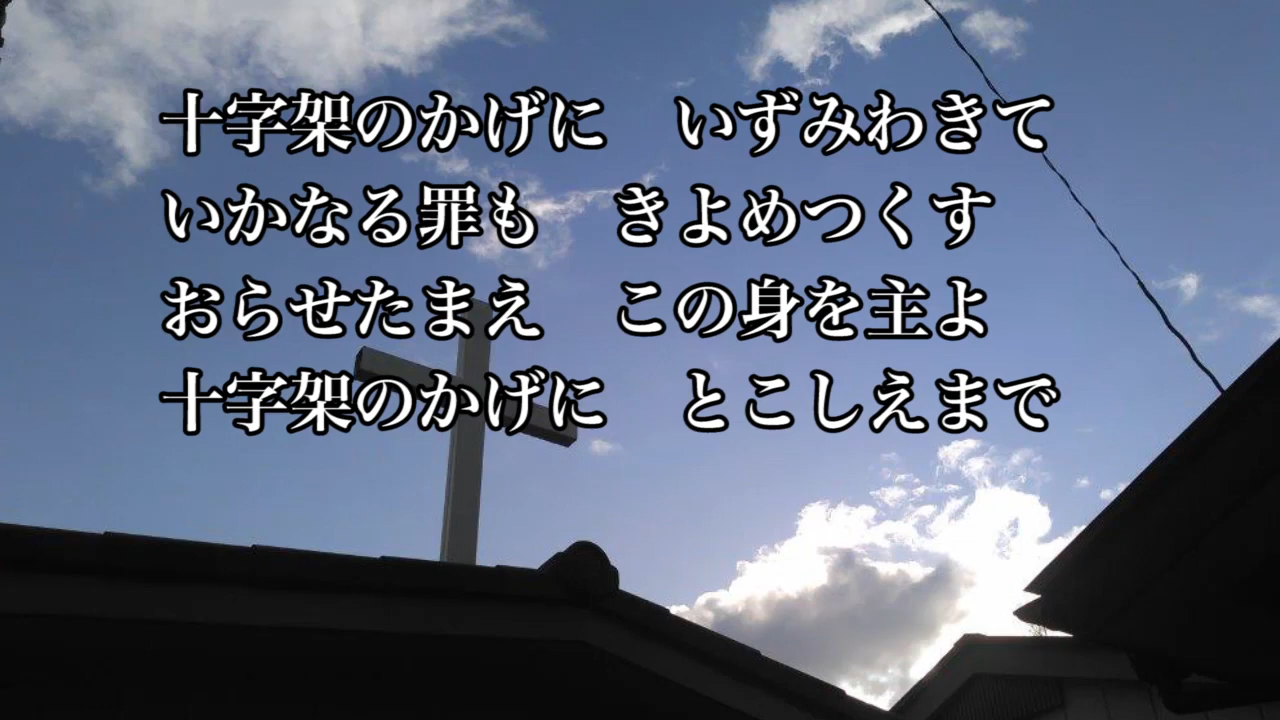 十字架のかげに　いずみわきて
いかなる罪も　きよめつくす
おらせたまえ　この身を主よ
十字架のかげに　とこしえまで